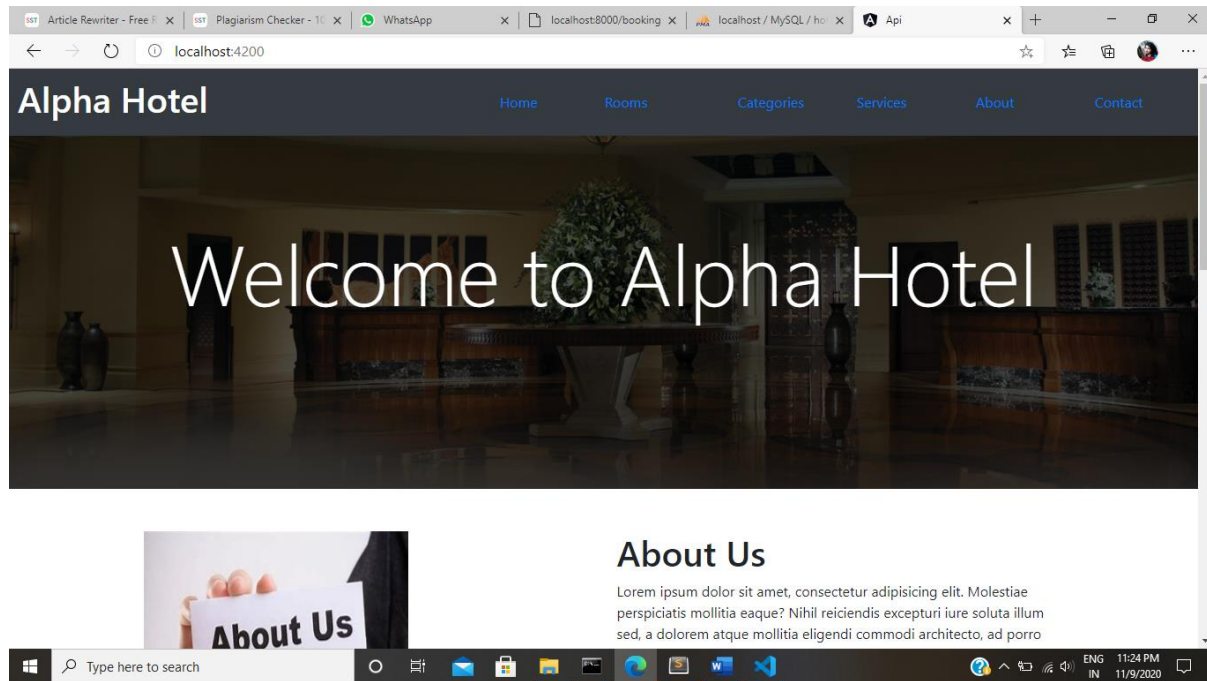 Article Rewriter - Free R
Plagiarism Checker - 10
WhatsApp
localhost:8000/booking
localhost / MySQL / ho
Api
localhost:4200
Alpha Hotel
Home Rooms Categories Services About Contact
Welcome to Alpha Hotel
About Us
About Us
Lorem ipsum dolor sit amet, consectetur adipisicing elit. Molestiae
perspiciatis mollitia eaque? Nihil reiciendis excepturi iure soluta illum
sed, a dolorem atque mollitia eligendi commodi architecto, ad porro
Type here to search
ENG 11:24 PM
IN 11/9/2020